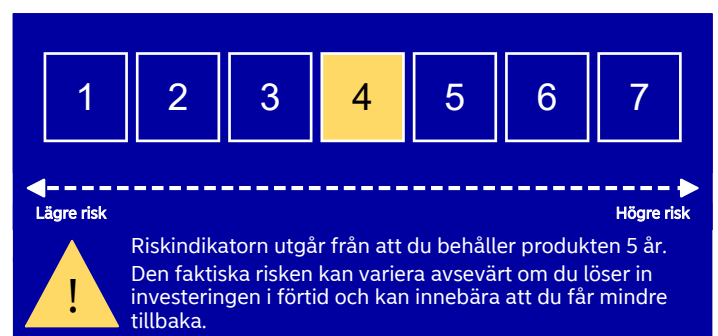 1 2 3 4 5 6 7
Lägre risk Högre risk
Riskindikatorn utgår från att du behåller produkten 5 år.
Den faktiska risken kan variera avsevärt om du löser in
investeringen i förtid och kan innebära att du får mindre
tillbaka.
!